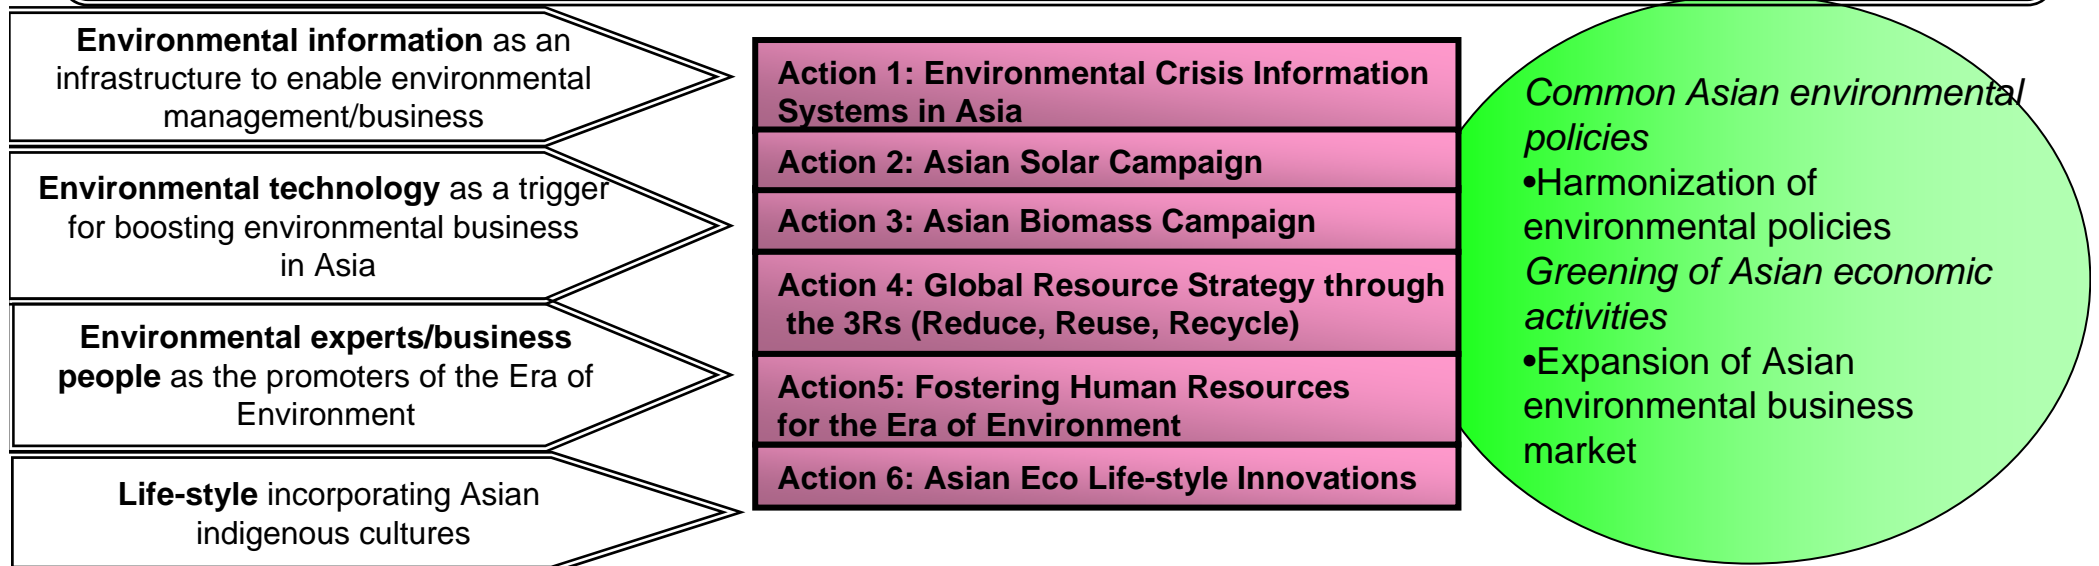 Environmental information as an
infrastructure to enable environmental
management/business
Environmental technology as a trigger
for boosting environmental business
in Asia
Environmental experts/business
people as the promoters of the Era of
Environment
Life-style incorporating Asian
indigenous cultures
Action 1: Environmental Crisis Information
Systems in Asia
Action 2: Asian Solar Campaign
Action 3: Asian Biomass Campaign
Action 4: Global Resource Strategy through
the 3Rs (Reduce, Reuse, Recycle)
Action5: Fostering Human Resources
for the Era of Environment
Action 6: Asian Eco Life-style Innovations
Common Asian environmental
policies
•Harmonization of
environmental policies
Greening of Asian economic
activities
•Expansion of Asian
environmental business
market